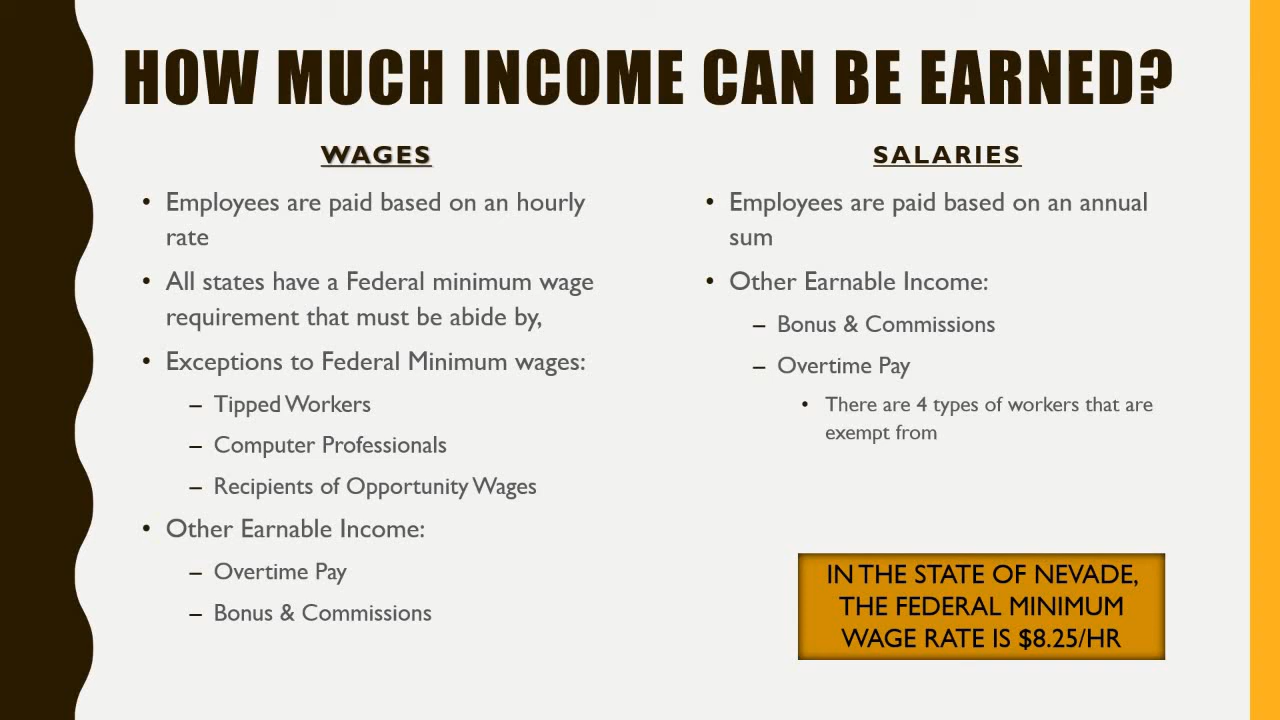 HOW MUCH INCOME CAN BE EARNED?
WAGES
• Employees are paid based on an hourly
rate
• All states have a Federal minimum wage
requirement that must be abide by,
• Exceptions to Federal Minimum wages:
– Tipped Workers
– Computer Professionals
– Recipients of Opportunity Wages
• Other Earnable Income:
– Overtime Pay
– Bonus & Commissions
SALARIES
• Employees are paid based on an annual
sum
• Other Earnable Income:
– Bonus & Commissions
– Overtime Pay
• There are 4 types of workers that are
exempt from
IN THE STATE OF NEVADE,
THE FEDERAL MINIMUM
WAGE RATE IS $8.25/HR